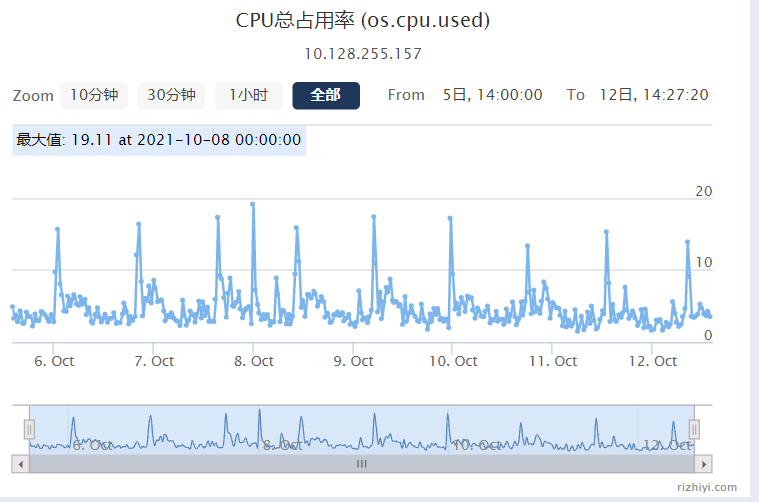 CPU总占用率 (os.cpu.used)
10.128.255.157
Zoom 10分钟 30分钟 1小时 全部 From 5日, 14:00:00 To 12日, 14:27:20
最大值: 19.11 at 2021-10-08 00:00:00
20
10
0
6. Oct 7. Oct 8. Oct 9. Oct 10. Oct 11. Oct 12. Oct
6. Oct 8. Oct 10. Oct 12. Oct
rizhiyi.com